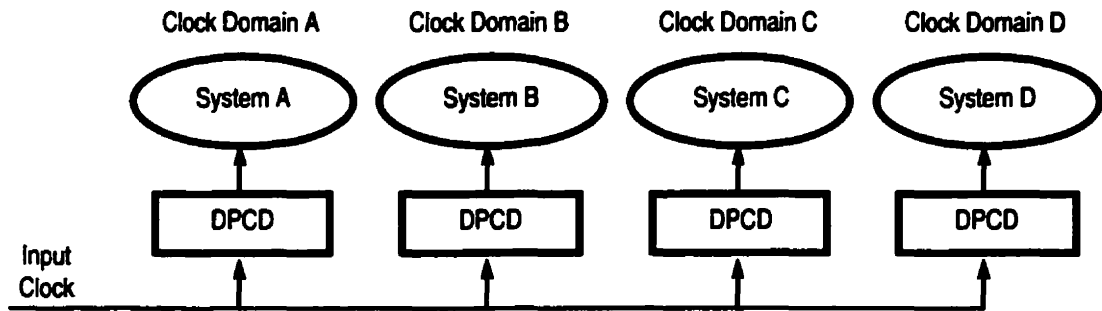 Clock Domain A
Clock Domain B
Clock Domain C
Clock Domain D
System A
System B
System C
System D
DPCD
DPCD
DPCD
DPCD
Input
Clock